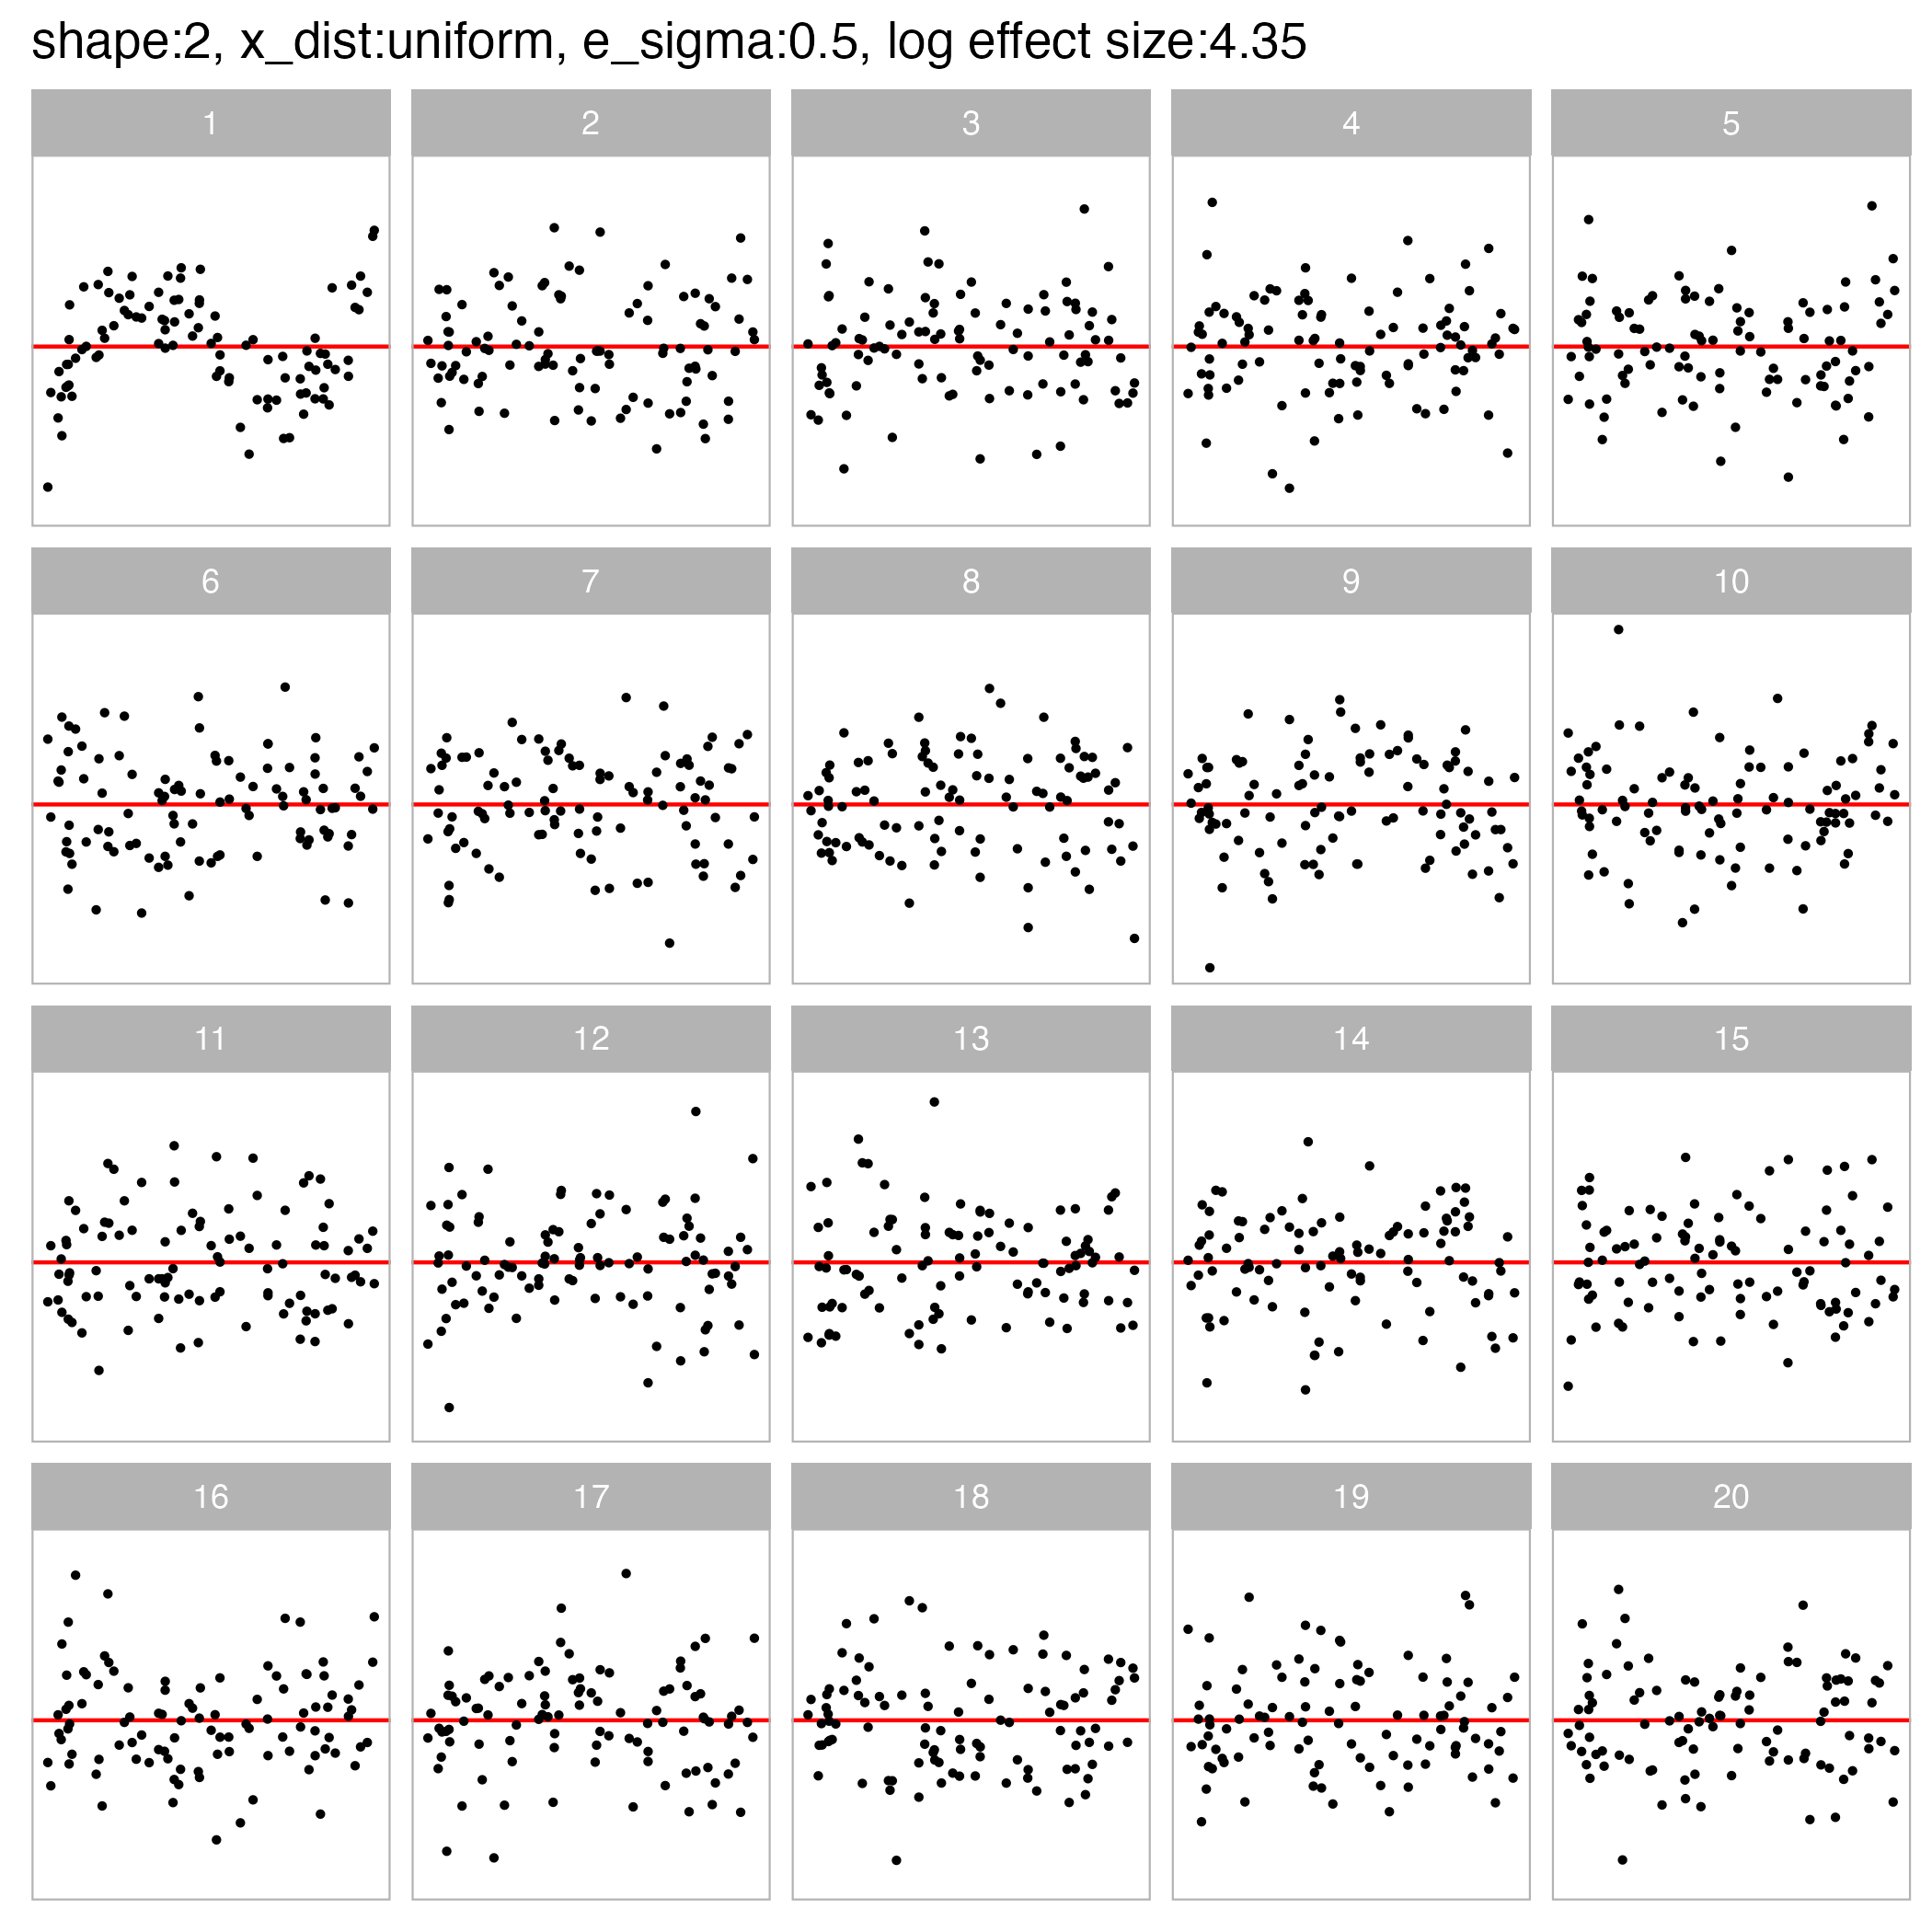 shape:2, x_dist:uniform, e_sigma:0.5, log effect size:4.35
1 2 3 4 5
6 7 8 9 10
11 12 13 14 15
16 17 18 19 20